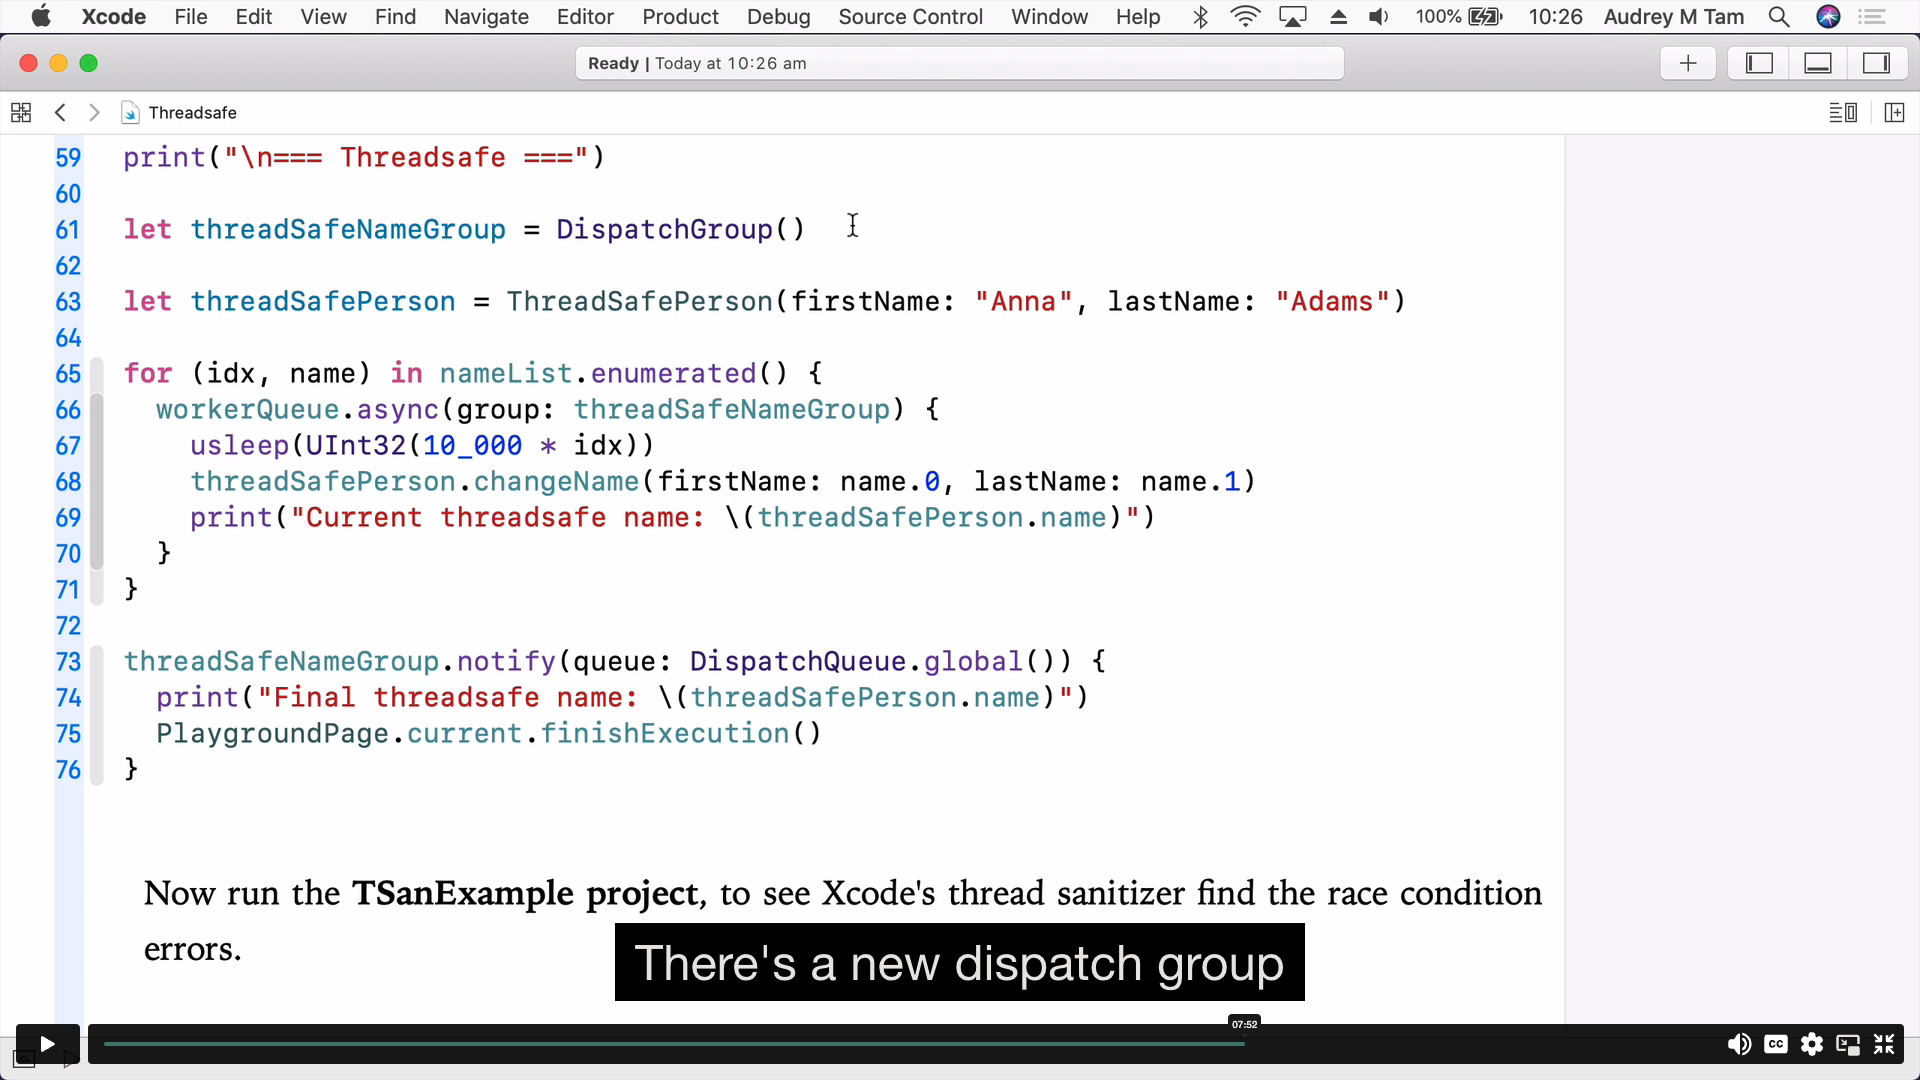 Xcode File Edit View Find Navigate Editor Product Debug Source Control Window Help 100% 10:26 Audrey M Tam
Ready | Today at 10:26 am
Threadsafe
59 print("\n=== Threadsafe ===")
60
61 let threadSafeNameGroup = DispatchGroup()
62
63 let threadSafePerson = ThreadSafePerson(firstName: "Anna", lastName: "Adams")
64
65 for (idx, name) in nameList.enumerated() {
66 workerQueue.async(group: threadSafeNameGroup) {
67 usleep(UInt32(10_000 * idx))
68 threadSafePerson.changeName(firstName: name.0, lastName: name.1)
69 print("Current threadsafe name: \(threadSafePerson.name)")
70 }
71 }
72
73 threadSafeNameGroup.notify(queue: DispatchQueue.global()) {
74 print("Final threadsafe name: \(threadSafePerson.name)")
75 PlaygroundPage.current.finishExecution()
76 }
Now run the TSanExample project, to see Xcode's thread sanitizer find the race condition
errors.
There's a new dispatch group
07:52
CC